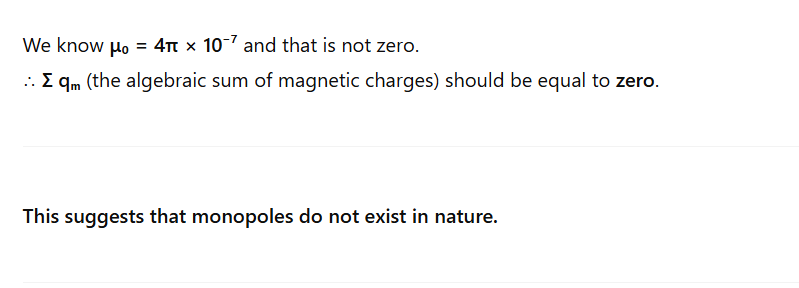 We know μ₀ = 4π × 10⁻⁷ and that is not zero.
∴ Σ qₘ (the algebraic sum of magnetic charges) should be equal to zero.
This suggests that monopoles do not exist in nature.